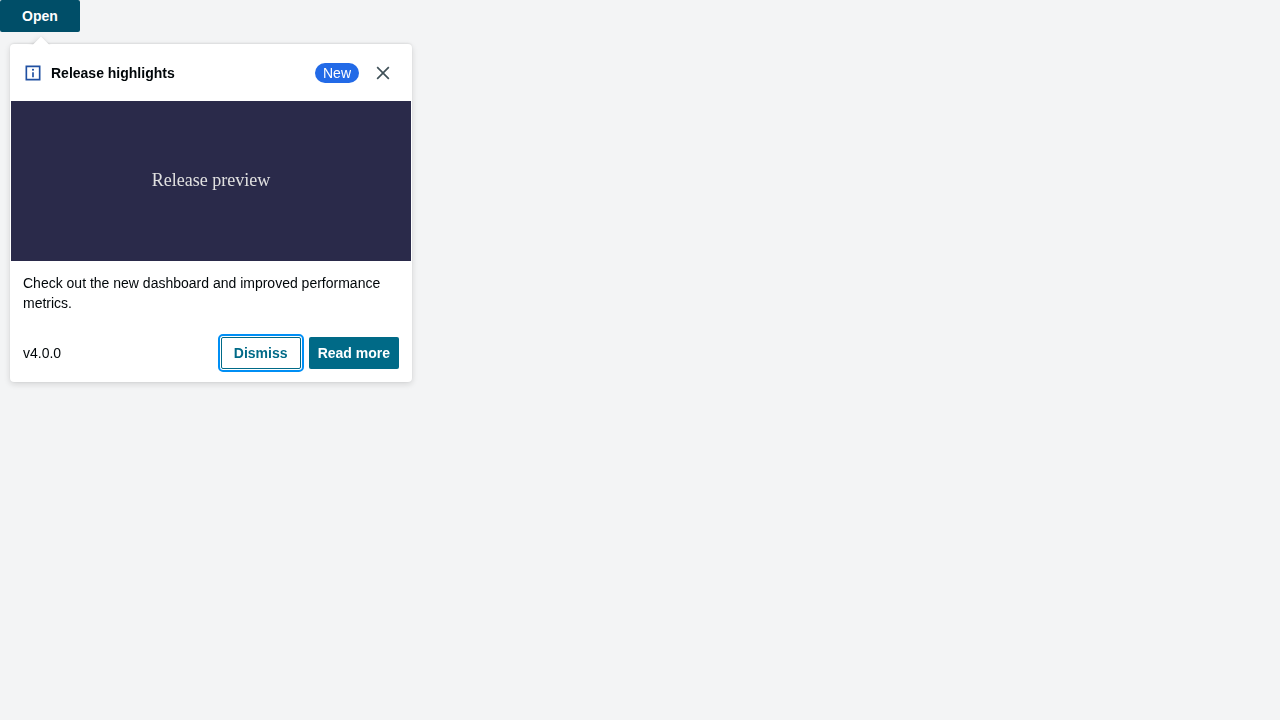 Open
Release highlights
New
Release preview
Check out the new dashboard and improved performance
metrics.
v4.0.0
Dismiss
Read more